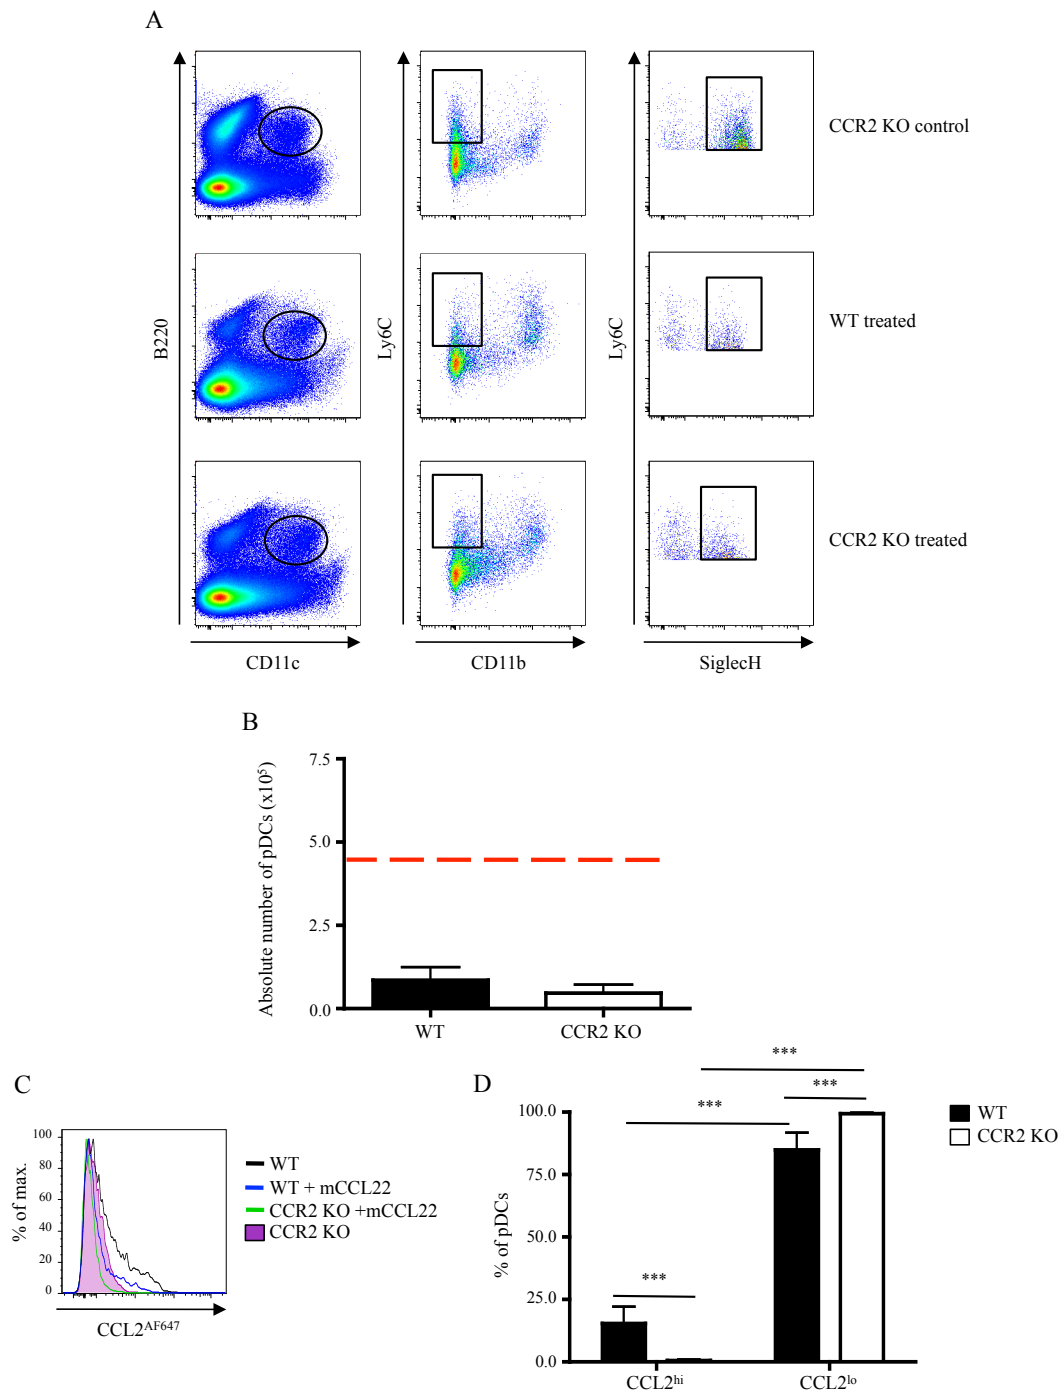 A
B220
Ly6C
Ly6C
CCR2 KO control
WT treated
CCR2 KO treated
CD11c
CD11b
SiglecH
B
Absolute number of pDCs (x10⁵)
7.5
5.0
2.5
0.0
WT
CCR2 KO
C
% of max.
100
80
60
40
20
0
CCL2ᴬᶠ⁶⁴⁷
WT
WT + mCCL22
CCR2 KO +mCCL22
CCR2 KO
D
% of pDCs
100.0
75.0
50.0
25.0
0.0
***
***
***
***
CCL2ʰⁱ
CCL2ˡᵒ
WT
CCR2 KO